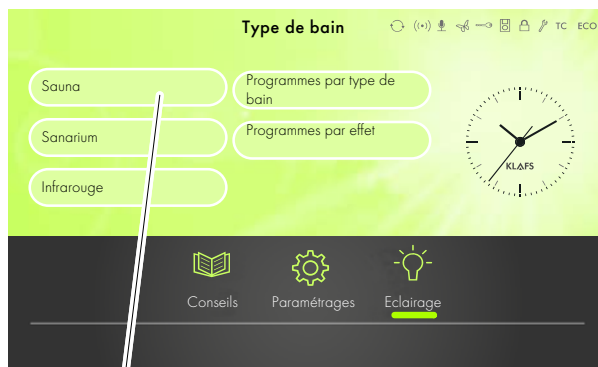 Type de bain
TC ECO
Sauna
Programmes par type de
bain
Sanarium
Programmes par effet
Infrarouge
KLAFS
Conseils
Paramétrages
Eclairage